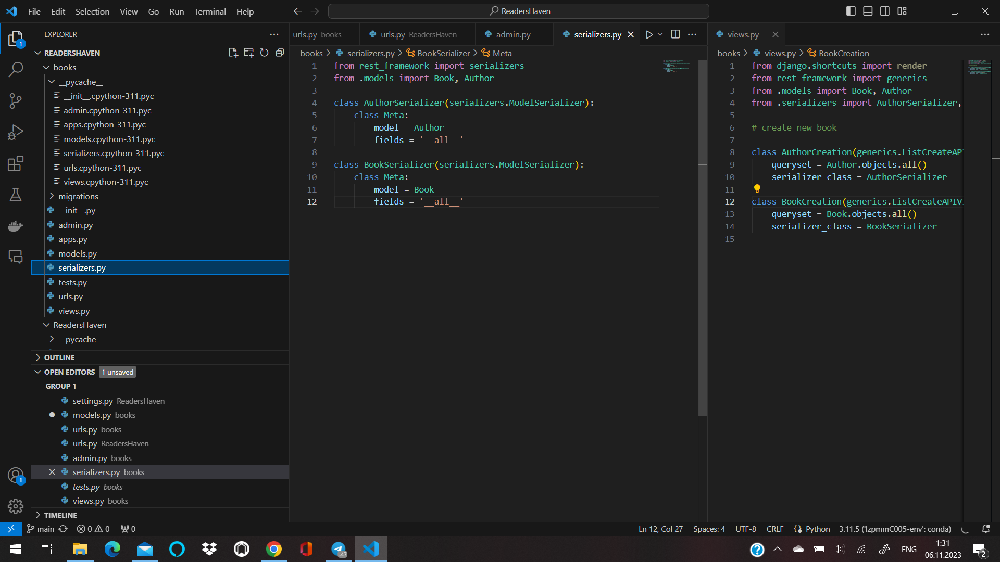 File Edit Selection View Go Run Terminal Help
ReadersHaven
EXPLORER
READERSHAVEN
books
__pycache__
__init__.cpython-311.pyc
admin.cpython-311.pyc
apps.cpython-311.pyc
models.cpython-311.pyc
serializers.cpython-311.pyc
urls.cpython-311.pyc
views.cpython-311.pyc
migrations
__init__.py
admin.py
apps.py
models.py
serializers.py
tests.py
urls.py
views.py
ReadersHaven
__pycache__
OUTLINE
OPEN EDITORS 1 unsaved
GROUP 1
settings.py ReadersHaven
models.py books
urls.py books
urls.py ReadersHaven
admin.py books
serializers.py books
tests.py books
views.py books
TIMELINE
urls.py books urls.py ReadersHaven admin.py serializers.py
books > serializers.py > BookSerializer > Meta
1 from rest_framework import serializers
2 from .models import Book, Author
3
4 class AuthorSerializer(serializers.ModelSerializer):
5 class Meta:
6 model = Author
7 fields = '__all__'
8
9 class BookSerializer(serializers.ModelSerializer):
10 class Meta:
11 model = Book
12 fields = '__all__'
views.py
books > views.py > BookCreation
1 from django.shortcuts import render
2 from rest_framework import generics
3 from .models import Book, Author
4 from .serializers import AuthorSerializer,
5
6 # create new book
7
8 class AuthorCreation(generics.ListCreateAPI
9 queryset = Author.objects.all()
10 serializer_class = AuthorSerializer
11
12 class BookCreation(generics.ListCreateAPIV
13 queryset = Book.objects.all()
14 serializer_class = BookSerializer
15
1
1
main 0 0 0
Ln 12, Col 27 Spaces: 4 UTF-8 CRLF Python 3.11.5 ('IzpmmC005-env': conda)
47
ENG
1:31
06.11.2023
2